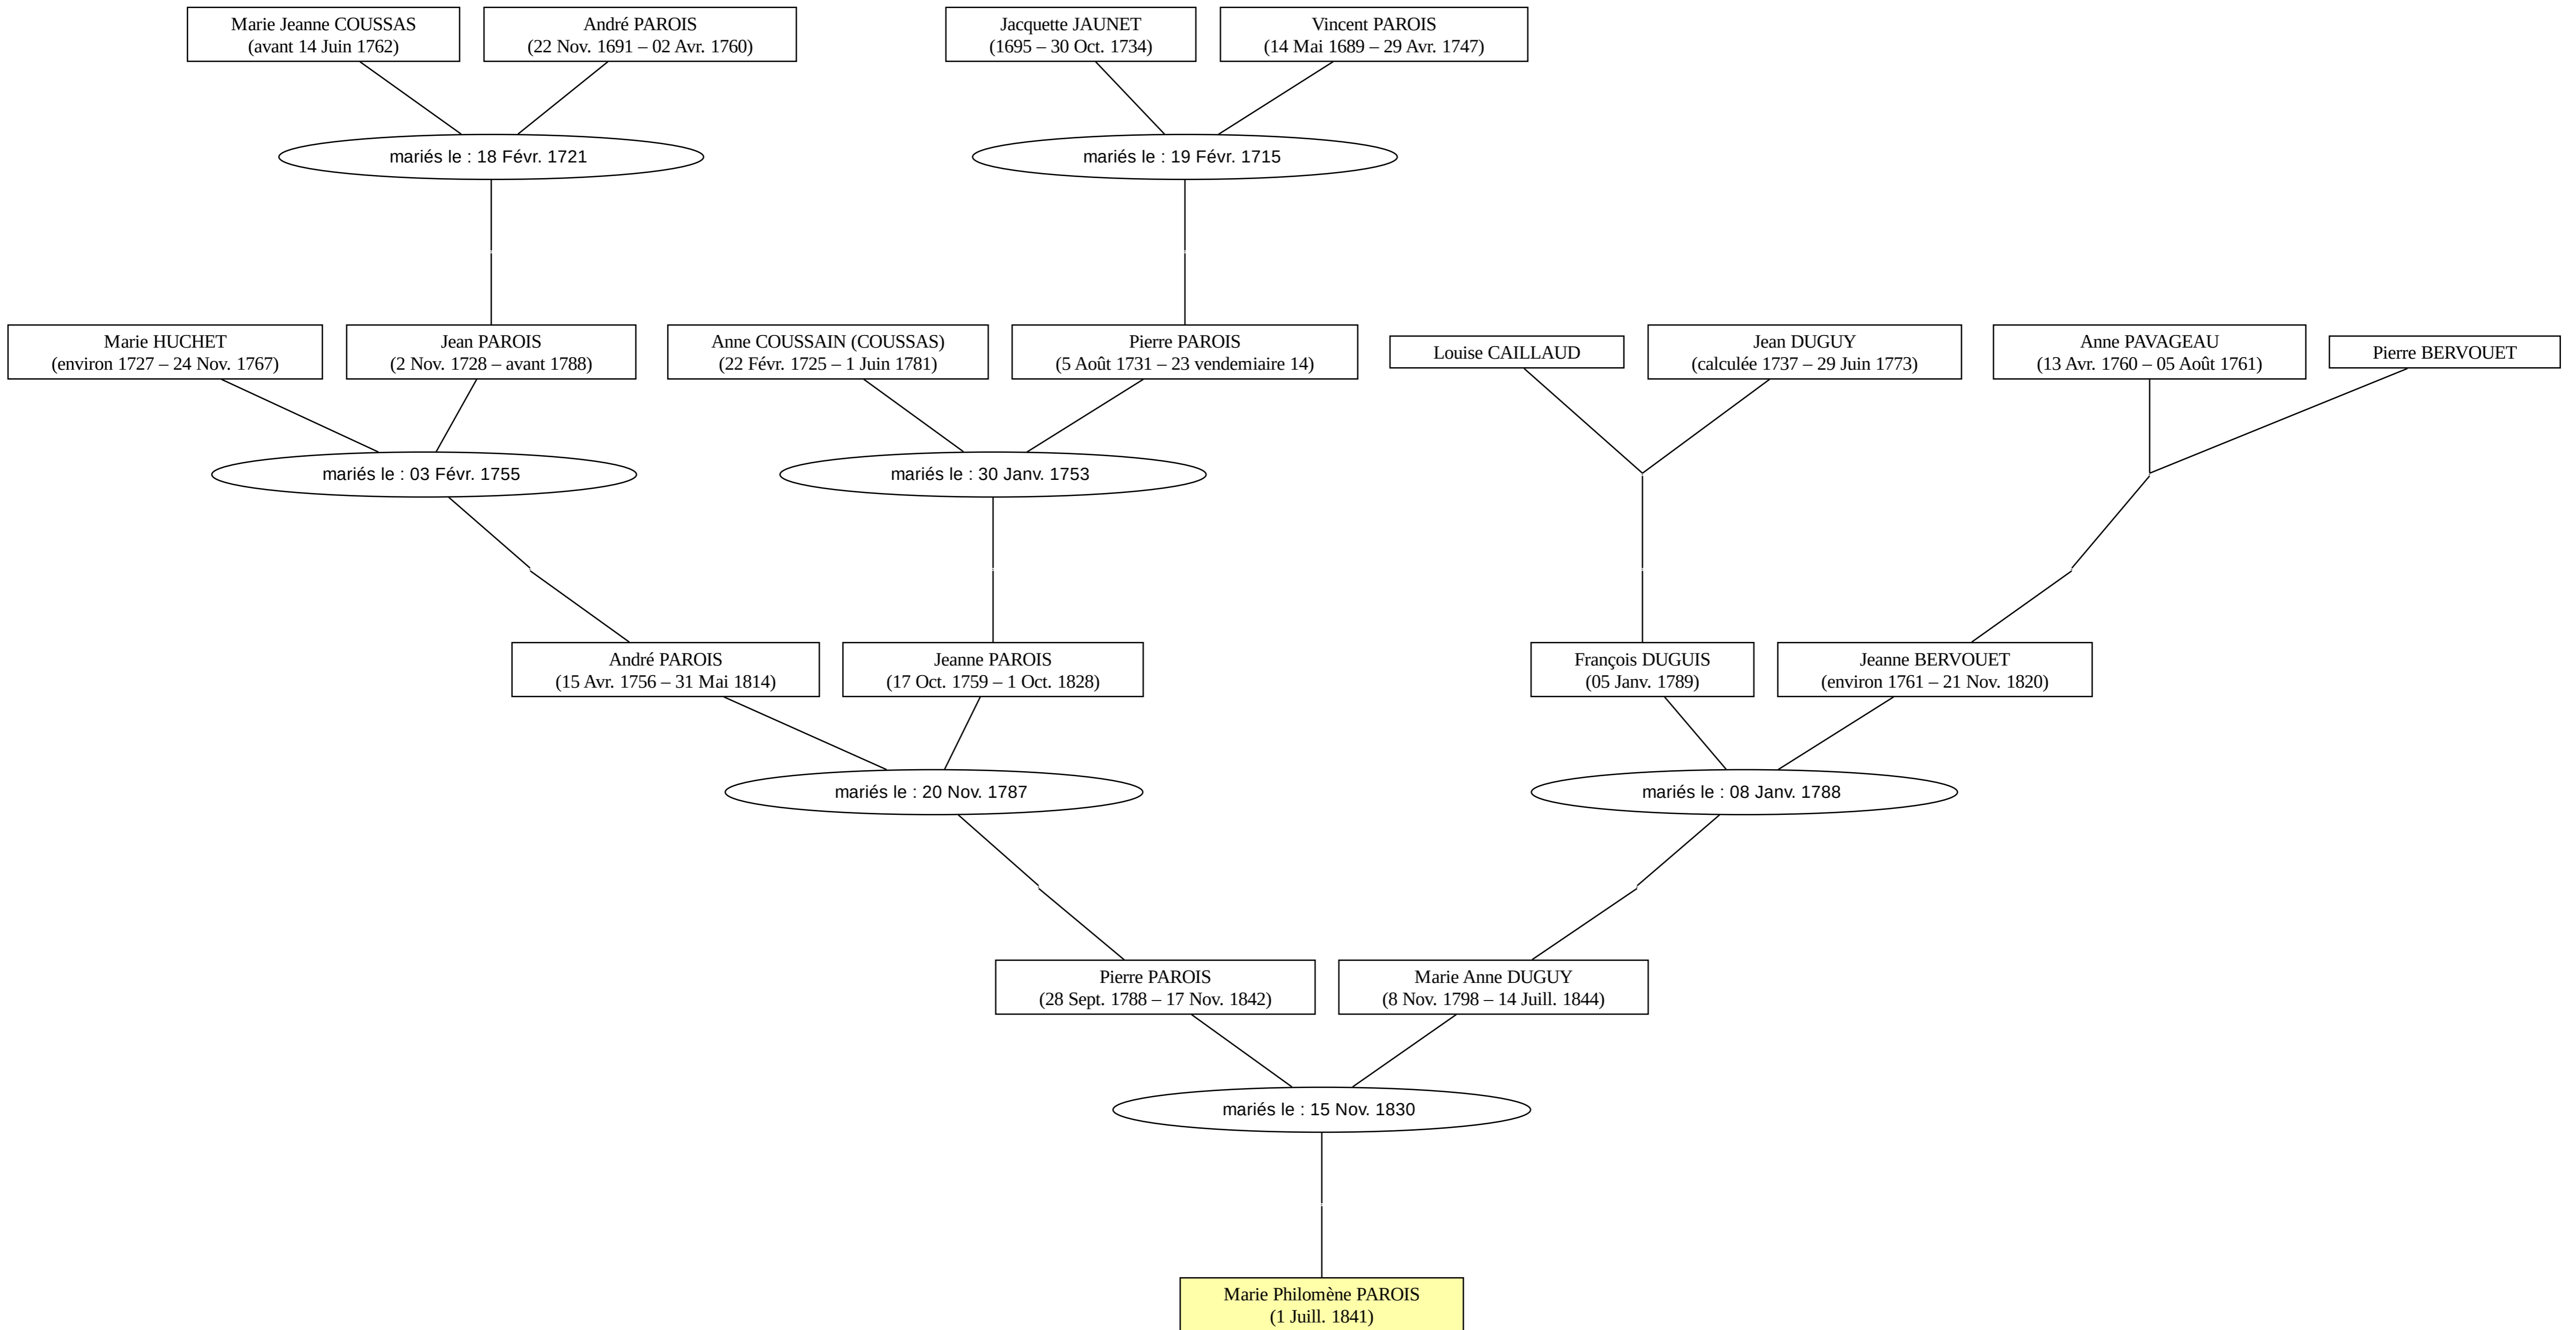 Marie Jeanne COUSSAS
(avant 14 Juin 1762)
André PAROIS
(22 Nov. 1691 – 02 Avr. 1760)
Jacquette JAUNET
(1695 – 30 Oct. 1734)
Vincent PAROIS
(14 Mai 1689 – 29 Avr. 1747)
mariés le : 18 Févr. 1721
mariés le : 19 Févr. 1715
Marie HUCHET
(environ 1727 – 24 Nov. 1767)
Jean PAROIS
(2 Nov. 1728 – avant 1788)
Anne COUSSAIN (COUSSAS)
(22 Févr. 1725 – 1 Juin 1781)
Pierre PAROIS
(5 Août 1731 – 23 vendemiaire 14)
Louise CAILLAUD
Jean DUGUY
(calculée 1737 – 29 Juin 1773)
Anne PAVAGEAU
(13 Avr. 1760 – 05 Août 1761)
Pierre BERVOUET
mariés le : 03 Févr. 1755
mariés le : 30 Janv. 1753
André PAROIS
(15 Avr. 1756 – 31 Mai 1814)
Jeanne PAROIS
(17 Oct. 1759 – 1 Oct. 1828)
François DUGUIS
(05 Janv. 1789)
Jeanne BERVOUET
(environ 1761 – 21 Nov. 1820)
mariés le : 20 Nov. 1787
mariés le : 08 Janv. 1788
Pierre PAROIS
(28 Sept. 1788 – 17 Nov. 1842)
Marie Anne DUGUY
(8 Nov. 1798 – 14 Juill. 1844)
mariés le : 15 Nov. 1830
Marie Philomène PAROIS
(1 Juill. 1841)